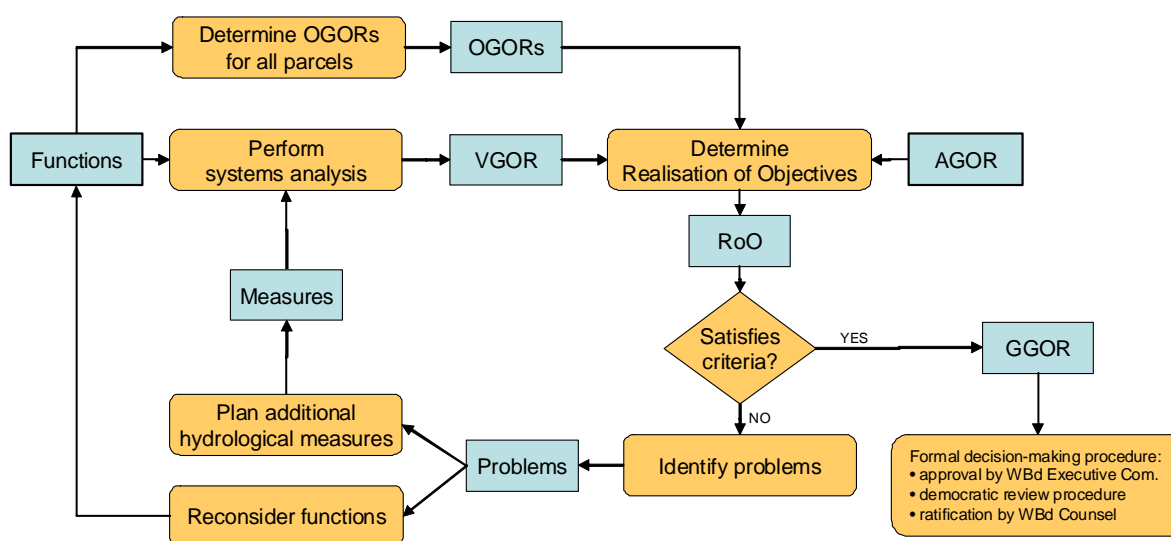 Determine OGORs
for all parcels
OGORs
Functions
Perform
systems analysis
VGOR
Determine
Realisation of Objectives
AGOR
RoO
Measures
Satisfies
criteria?
YES
GGOR
NO
Plan additional
hydrological measures
Problems
Identify problems
Formal decision-making procedure:
• approval by WBd Executive Com.
• democratic review procedure
• ratification by WBd Counsel
Reconsider functions